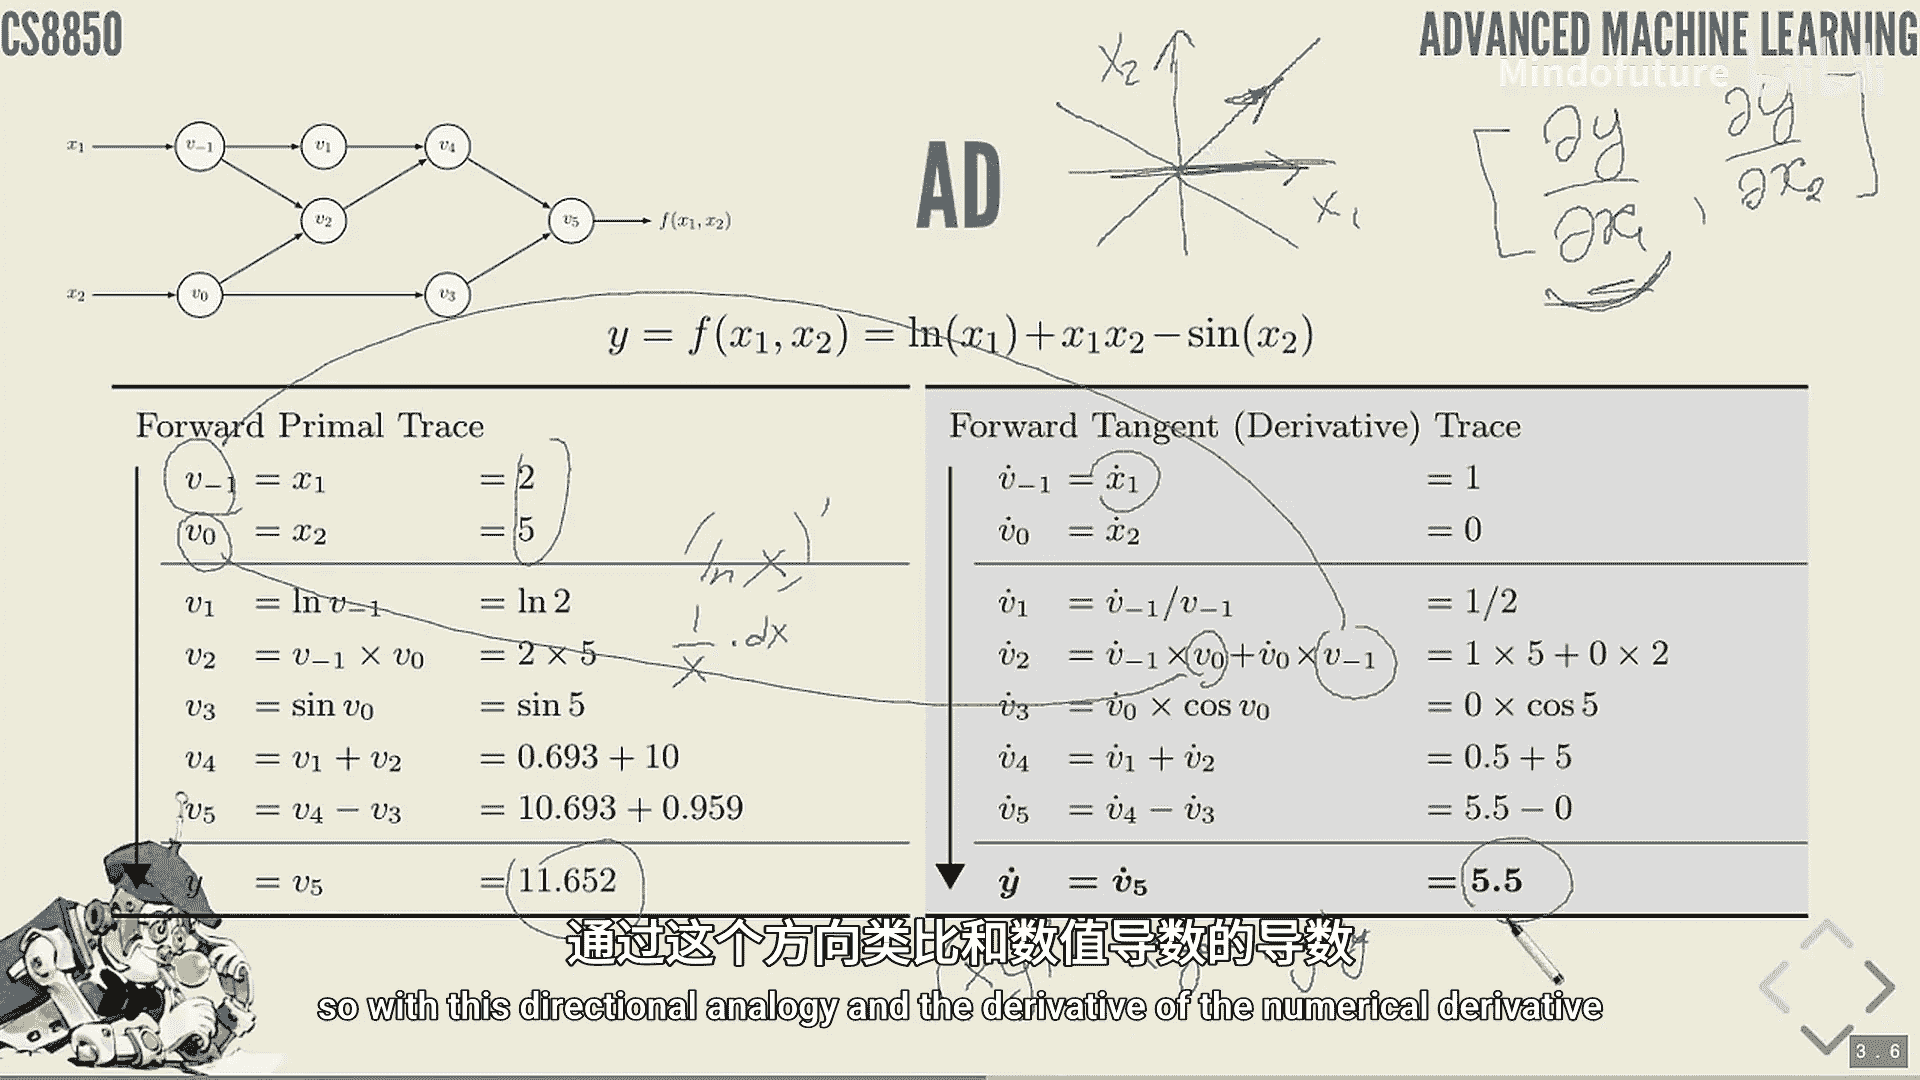 CS8850
ADVANCED MACHINE LEARNING
Mindofuture
x₁ v₋₁ v₁ v₄
v₂ v₅ f(x₁, x₂)
x₂ v₀ v₃
AD
x₂
x₁
[∂y/∂x₁, ∂y/∂x₂]
y = f(x₁, x₂) = ln(x₁) + x₁x₂ − sin(x₂)
Forward Primal Trace
v₋₁ = x₁ = 2
v₀ = x₂ = 5
v₁ = ln v₋₁ = ln 2
v₂ = v₋₁ × v₀ = 2 × 5
v₃ = sin v₀ = sin 5
v₄ = v₁ + v₂ = 0.693 + 10
v₅ = v₄ − v₃ = 10.693 + 0.959
y = v₅ = 11.652
(ln x)′
1/x · dx
Forward Tangent (Derivative) Trace
v̇₋₁ = ẋ₁ = 1
v̇₀ = ẋ₂ = 0
v̇₁ = v̇₋₁/v₋₁ = 1/2
v̇₂ = v̇₋₁ × v₀ + v̇₀ × v₋₁ = 1 × 5 + 0 × 2
v̇₃ = v̇₀ × cos v₀ = 0 × cos 5
v̇₄ = v̇₁ + v̇₂ = 0.5 + 5
v̇₅ = v̇₄ − v̇₃ = 5.5 − 0
ẏ = v̇₅ = 5.5
通过这个方向类比和数值导数的导数
so with this directional analogy and the derivative of the numerical derivative
3.6